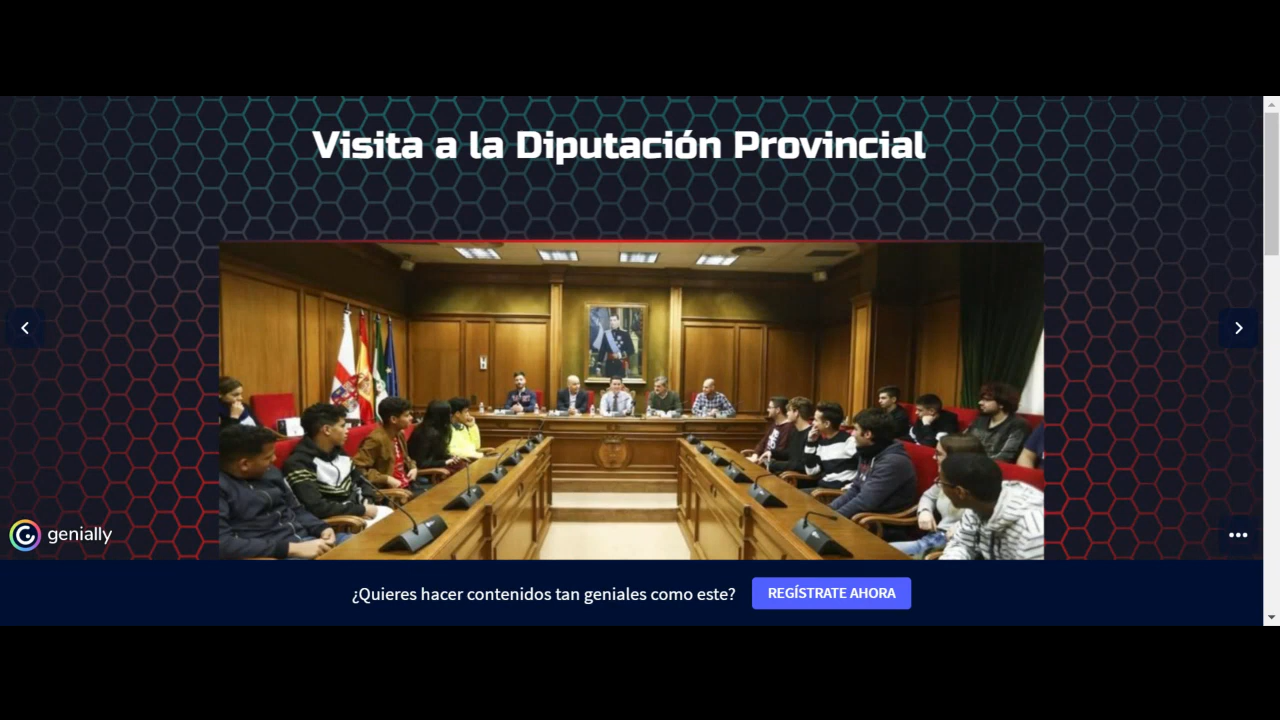 Visita a la Diputación Provincial
genially
¿Quieres hacer contenidos tan geniales como este? REGÍSTRATE AHORA